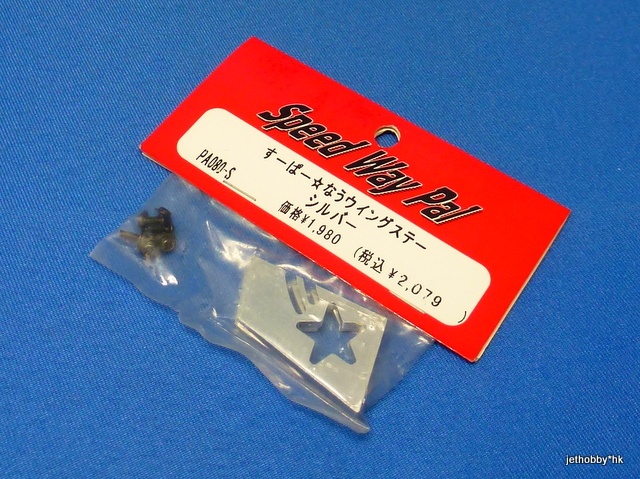 Speed Way Pal
PA080-S
すーぱー☆なうウイングステー
シルバー
価格¥1,980 (税込¥2,079 )
jethobby*hk